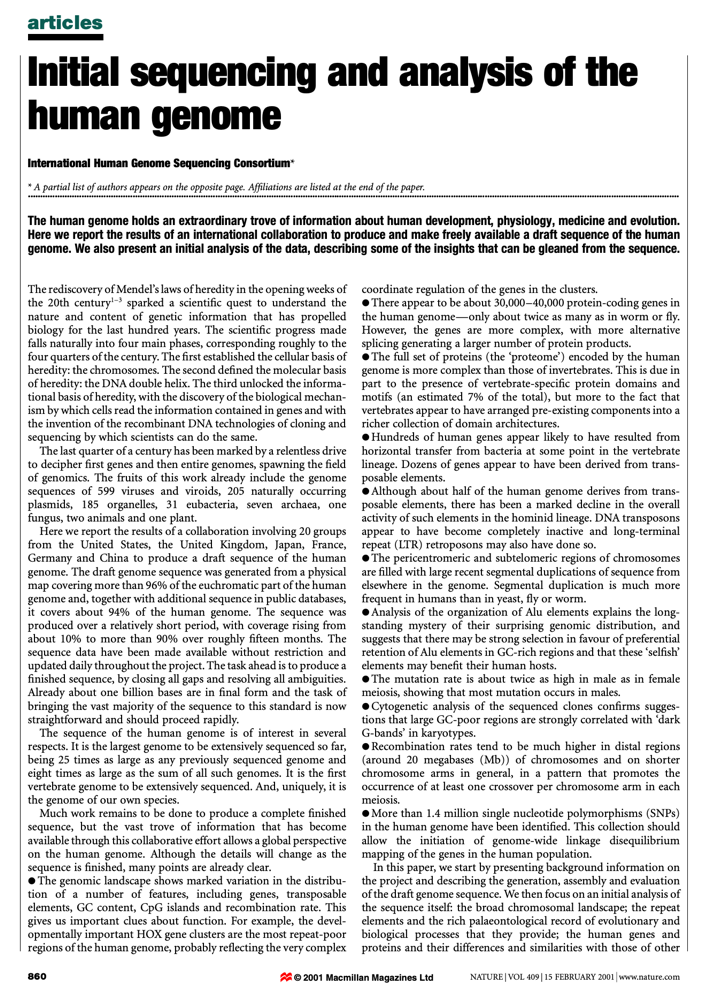 articles
Initial sequencing and analysis of the
human genome
International Human Genome Sequencing Consortium*
* A partial list of authors appears on the opposite page. Affiliations are listed at the end of the paper.
The human genome holds an extraordinary trove of information about human development, physiology, medicine and evolution.
Here we report the results of an international collaboration to produce and make freely available a draft sequence of the human
genome. We also present an initial analysis of the data, describing some of the insights that can be gleaned from the sequence.
The rediscovery of Mendel's laws of heredity in the opening weeks of
the 20th century1–3 sparked a scientific quest to understand the
nature and content of genetic information that has propelled
biology for the last hundred years. The scientific progress made
falls naturally into four main phases, corresponding roughly to the
four quarters of the century. The first established the cellular basis of
heredity: the chromosomes. The second defined the molecular basis
of heredity: the DNA double helix. The third unlocked the informa-
tional basis of heredity, with the discovery of the biological mechan-
ism by which cells read the information contained in genes and with
the invention of the recombinant DNA technologies of cloning and
sequencing by which scientists can do the same.
The last quarter of a century has been marked by a relentless drive
to decipher first genes and then entire genomes, spawning the field
of genomics. The fruits of this work already include the genome
sequences of 599 viruses and viroids, 205 naturally occurring
plasmids, 185 organelles, 31 eubacteria, seven archaea, one
fungus, two animals and one plant.
Here we report the results of a collaboration involving 20 groups
from the United States, the United Kingdom, Japan, France,
Germany and China to produce a draft sequence of the human
genome. The draft genome sequence was generated from a physical
map covering more than 96% of the euchromatic part of the human
genome and, together with additional sequence in public databases,
it covers about 94% of the human genome. The sequence was
produced over a relatively short period, with coverage rising from
about 10% to more than 90% over roughly fifteen months. The
sequence data have been made available without restriction and
updated daily throughout the project. The task ahead is to produce a
finished sequence, by closing all gaps and resolving all ambiguities.
Already about one billion bases are in final form and the task of
bringing the vast majority of the sequence to this standard is now
straightforward and should proceed rapidly.
The sequence of the human genome is of interest in several
respects. It is the largest genome to be extensively sequenced so far,
being 25 times as large as any previously sequenced genome and
eight times as large as the sum of all such genomes. It is the first
vertebrate genome to be extensively sequenced. And, uniquely, it is
the genome of our own species.
Much work remains to be done to produce a complete finished
sequence, but the vast trove of information that has become
available through this collaborative effort allows a global perspective
on the human genome. Although the details will change as the
sequence is finished, many points are already clear.
● The genomic landscape shows marked variation in the distribu-
tion of a number of features, including genes, transposable
elements, GC content, CpG islands and recombination rate. This
gives us important clues about function. For example, the devel-
opmentally important HOX gene clusters are the most repeat-poor
regions of the human genome, probably reflecting the very complex
coordinate regulation of the genes in the clusters.
● There appear to be about 30,000–40,000 protein-coding genes in
the human genome—only about twice as many as in worm or fly.
However, the genes are more complex, with more alternative
splicing generating a larger number of protein products.
● The full set of proteins (the 'proteome') encoded by the human
genome is more complex than those of invertebrates. This is due in
part to the presence of vertebrate-specific protein domains and
motifs (an estimated 7% of the total), but more to the fact that
vertebrates appear to have arranged pre-existing components into a
richer collection of domain architectures.
● Hundreds of human genes appear likely to have resulted from
horizontal transfer from bacteria at some point in the vertebrate
lineage. Dozens of genes appear to have been derived from trans-
posable elements.
● Although about half of the human genome derives from trans-
posable elements, there has been a marked decline in the overall
activity of such elements in the hominid lineage. DNA transposons
appear to have become completely inactive and long-terminal
repeat (LTR) retroposons may also have done so.
● The pericentromeric and subtelomeric regions of chromosomes
are filled with large recent segmental duplications of sequence from
elsewhere in the genome. Segmental duplication is much more
frequent in humans than in yeast, fly or worm.
● Analysis of the organization of Alu elements explains the long-
standing mystery of their surprising genomic distribution, and
suggests that there may be strong selection in favour of preferential
retention of Alu elements in GC-rich regions and that these 'selfish'
elements may benefit their human hosts.
● The mutation rate is about twice as high in male as in female
meiosis, showing that most mutation occurs in males.
● Cytogenetic analysis of the sequenced clones confirms sugges-
tions that large GC-poor regions are strongly correlated with 'dark
G-bands' in karyotypes.
● Recombination rates tend to be much higher in distal regions
(around 20 megabases (Mb)) of chromosomes and on shorter
chromosome arms in general, in a pattern that promotes the
occurrence of at least one crossover per chromosome arm in each
meiosis.
● More than 1.4 million single nucleotide polymorphisms (SNPs)
in the human genome have been identified. This collection should
allow the initiation of genome-wide linkage disequilibrium
mapping of the genes in the human population.
In this paper, we start by presenting background information on
the project and describing the generation, assembly and evaluation
of the draft genome sequence. We then focus on an initial analysis of
the sequence itself: the broad chromosomal landscape; the repeat
elements and the rich palaeontological record of evolutionary and
biological processes that they provide; the human genes and
proteins and their differences and similarities with those of other
860
© 2001 Macmillan Magazines Ltd
NATURE | VOL 409 | 15 FEBRUARY 2001 | www.nature.com